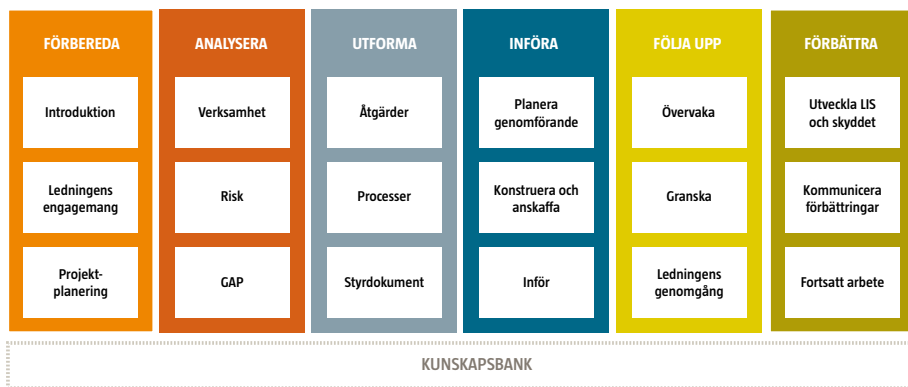 FÖRBEREDA
Introduktion
Ledningens
engagemang
Projekt-
planering
ANALYSERA
Verksamhet
Risk
GAP
UTFORMA
Åtgärder
Processer
Styrdokument
INFÖRA
Planera
genomförande
Konstruera och
anskaffa
Inför
FÖLJA UPP
Övervaka
Granska
Ledningens
genomgång
FÖRBÄTTRA
Utveckla LIS
och skyddet
Kommunicera
förbättringar
Fortsatt arbete
KUNSKAPSBANK